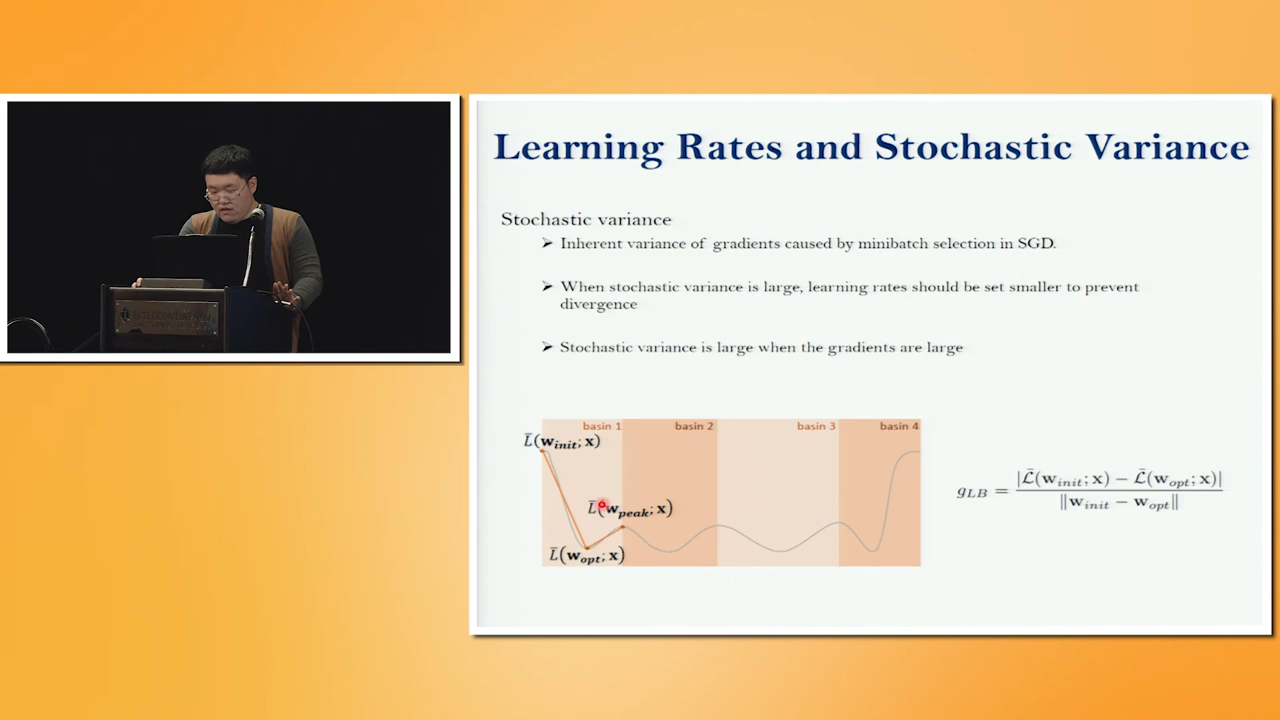 Learning Rates and Stochastic Variance
Stochastic variance
➢ Inherent variance of gradients caused by minibatch selection in SGD.
➢ When stochastic variance is large, learning rates should be set smaller to prevent
divergence
➢ Stochastic variance is large when the gradients are large
basin 1 basin 2 basin 3 basin 4
L̄(w_init; x)
L̄(w_peak; x)
L̄(w_opt; x)
g_LB = |𝓛̄(w_init; x) − 𝓛̄(w_opt; x)| / ‖w_init − w_opt‖
INTERCONTINENTAL